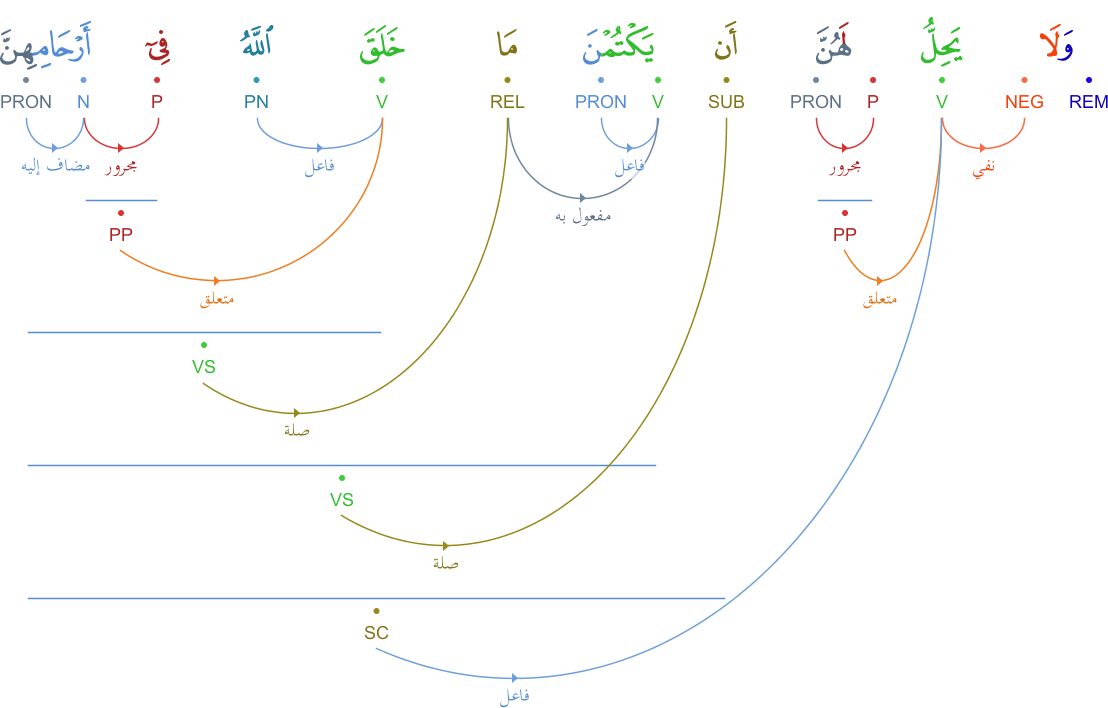 وَلَا يَحِلُّ لَهُنَّ أَن يَكْتُمْنَ مَا خَلَقَ ٱللَّهُ فِىٓ أَرْحَامِهِنَّ
REM NEG V P PRON SUB V PRON REL V PN P N PRON
نفي مجرور فاعل فاعل مجرور مضاف إليه
مفعول به
PP PP
متعلق متعلق
VS
صلة
VS
صلة
SC
فاعل